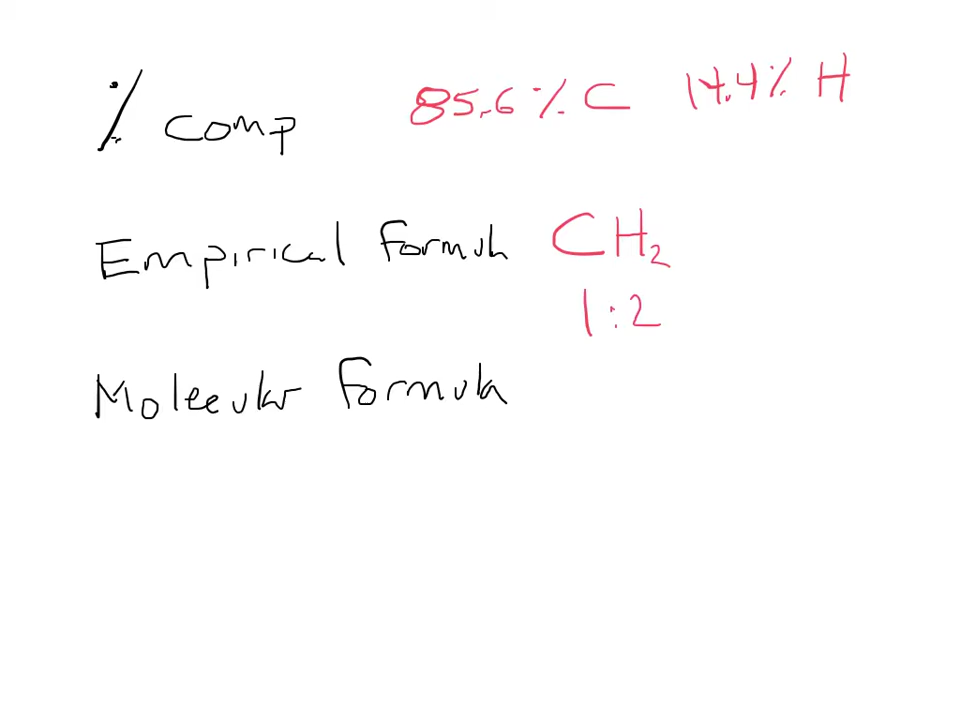 % Comp 85.6% C 14.4% H
Empirical Formula CH₂
1:2
Molecular Formula